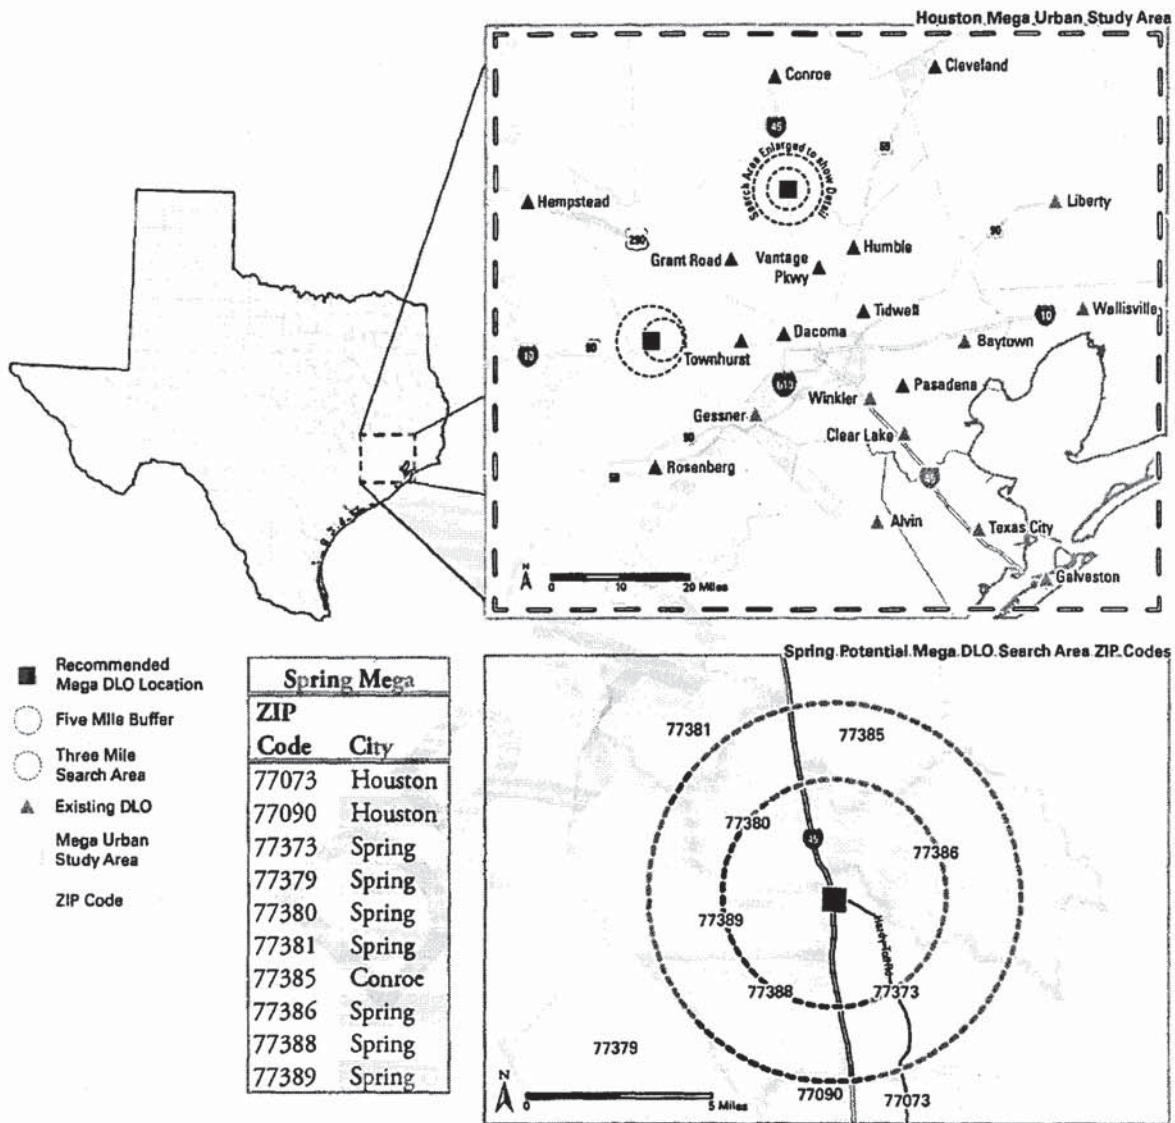 Houston Mega Urban Study Area
Conroe
Cleveland
45
Search Area Enlarged to show Detail
Hempstead
Liberty
290
90
Grant Road
Vantage
Pkwy
Humble
Tidwell
Wallisville
10
Dacoma
Baytown
10
90
Townhurst
610
Pasadena
Winkler
Gessner
Clear Lake
90
Rosenberg
45
Alvin
Texas City
Galveston
N
0 10 20 Miles
Recommended
Mega DLO Location
Five Mile Buffer
Three Mile
Search Area
Existing DLO
Mega Urban
Study Area
ZIP Code
Spring Mega
ZIP
Code City
77073 Houston
77090 Houston
77373 Spring
77379 Spring
77380 Spring
77381 Spring
77385 Conroe
77386 Spring
77388 Spring
77389 Spring
Spring Potential Mega DLO Search Area ZIP Codes
77381
77385
77380
45
77386
77389
77388
77373
77379
77090
77073
N
0 5 Miles